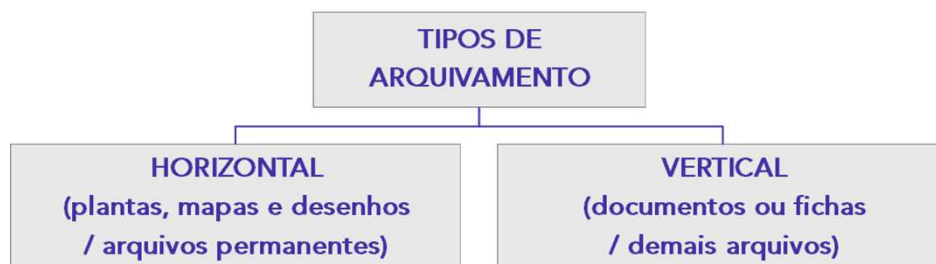 TIPOS DE
ARQUIVAMENTO
HORIZONTAL
(plantas, mapas e desenhos
/ arquivos permanentes)
VERTICAL
(documentos ou fichas
/ demais arquivos)